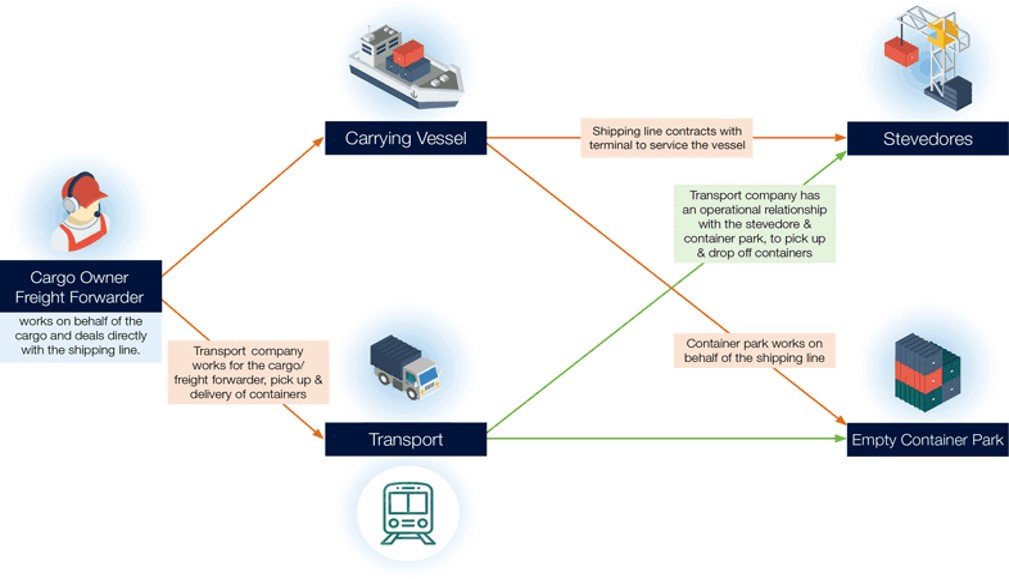 Carrying Vessel
Shipping line contracts with
terminal to service the vessel
Stevedores
Transport company has
an operational relationship
with the stevedore &
container park, to pick up
& drop off containers
Cargo Owner
Freight Forwarder
works on behalf of the
cargo and deals directly
with the shipping line.
Transport company
works for the cargo/
freight forwarder, pick up &
delivery of containers
Container park works on
behalf of the shipping line
Transport
Empty Container Park